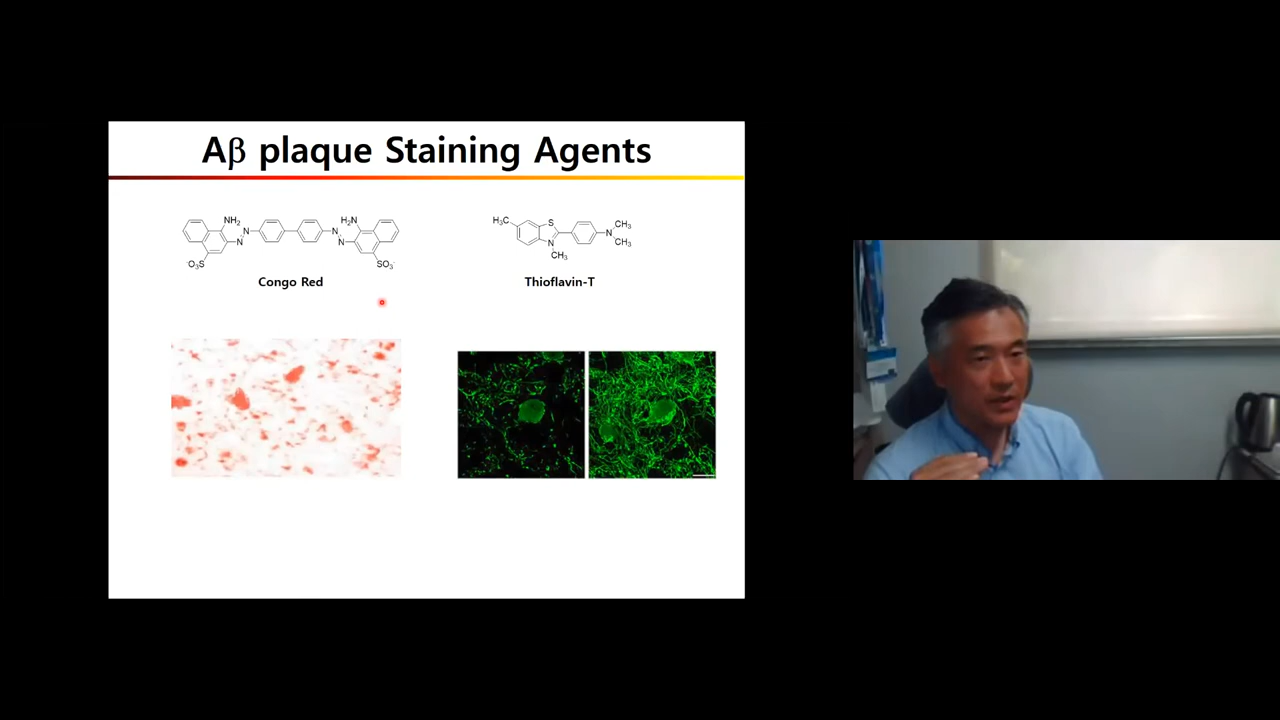 Aβ plaque Staining Agents
NH2
H2N
N
N
N
N
-O3S
SO3-
Congo Red
H3C
S
N
CH3
N
CH3
CH3
Thioflavin-T